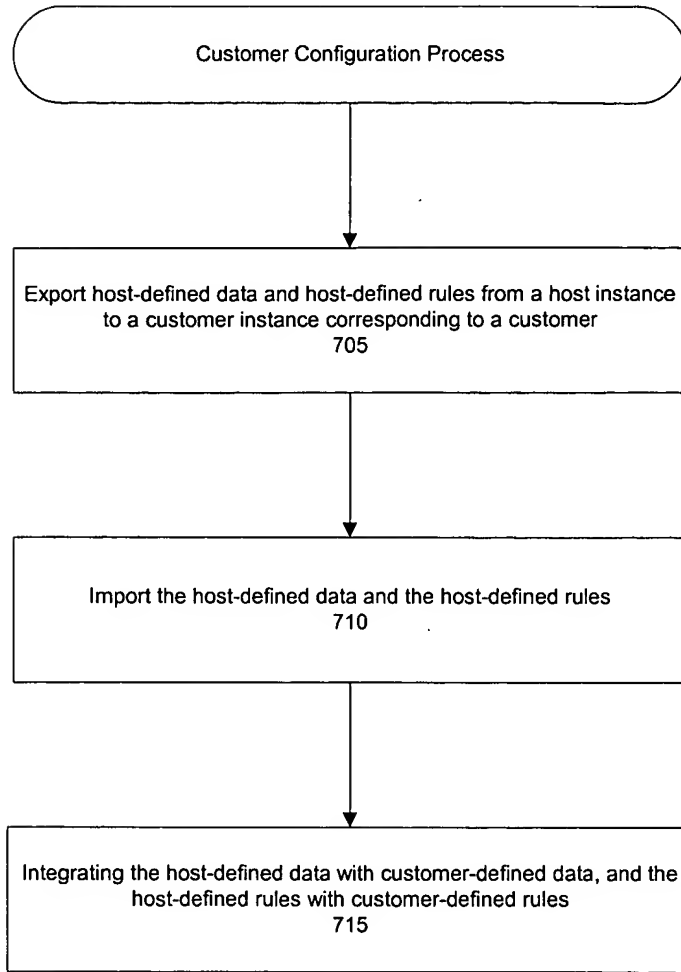 Customer Configuration Process
Export host-defined data and host-defined rules from a host instance
to a customer instance corresponding to a customer
705
Import the host-defined data and the host-defined rules
710
Integrating the host-defined data with customer-defined data, and the
host-defined rules with customer-defined rules
715